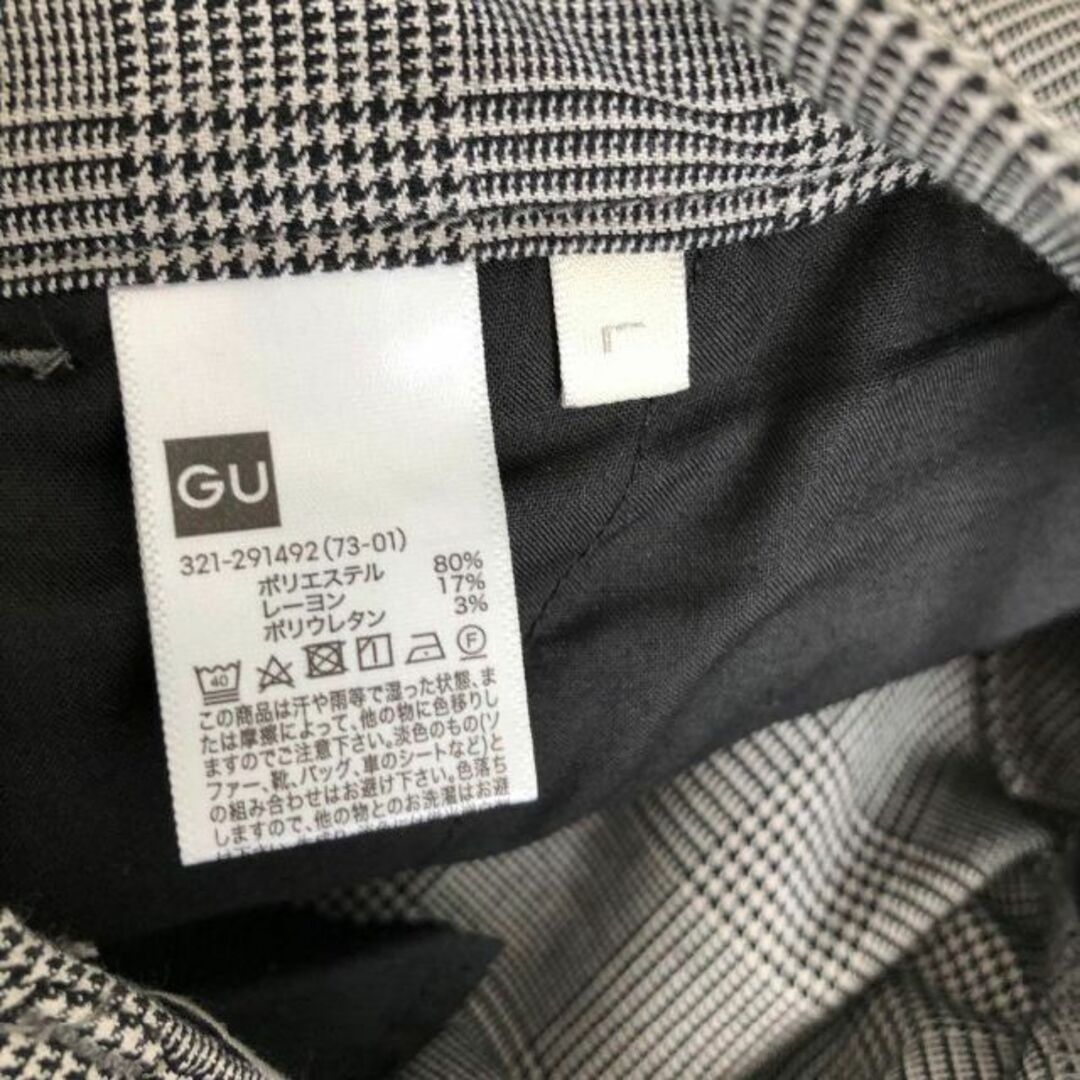 GU
321-291492(73-01)
ポリエステル 80%
レーヨン 17%
ポリウレタン 3%
40
F
この商品は汗や雨等で湿った状態、ま
たは摩擦によって、他の物に色移りし
ますのでご注意下さい。淡色のもの(ソ
ファー、靴、バッグ、車のシートなど)と
の組み合わせはお避け下さい。色落ち
しますので、他の物とのお洗濯はお避
L